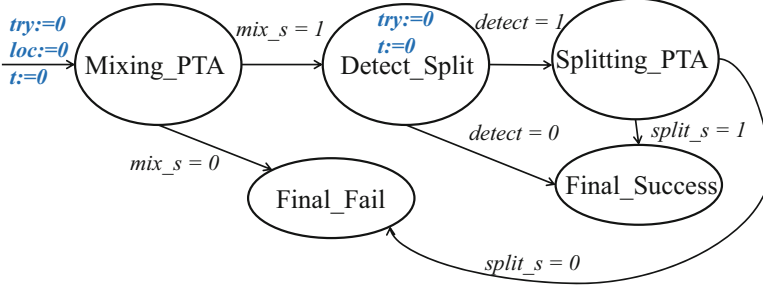 try:=0
loc:=0
t:=0
Mixing_PTA
mix_s = 1
try:=0
t:=0
Detect_Split
detect = 1
Splitting_PTA
mix_s = 0
detect = 0
split_s = 1
Final_Fail
Final_Success
split_s = 0